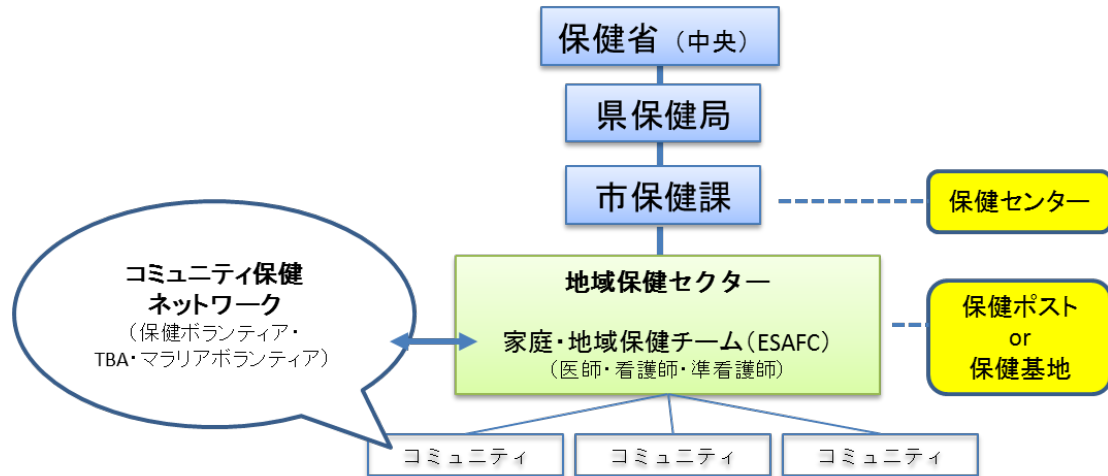 保健省（中央）
県保健局
市保健課
保健センター
地域保健セクター
家庭・地域保健チーム（ESAFC）
（医師・看護師・準看護師）
保健ポスト
or
保健基地
コミュニティ保健
ネットワーク
（保健ボランティア・
TBA・マラリアボランティア）
コミュニティ
コミュニティ
コミュニティ